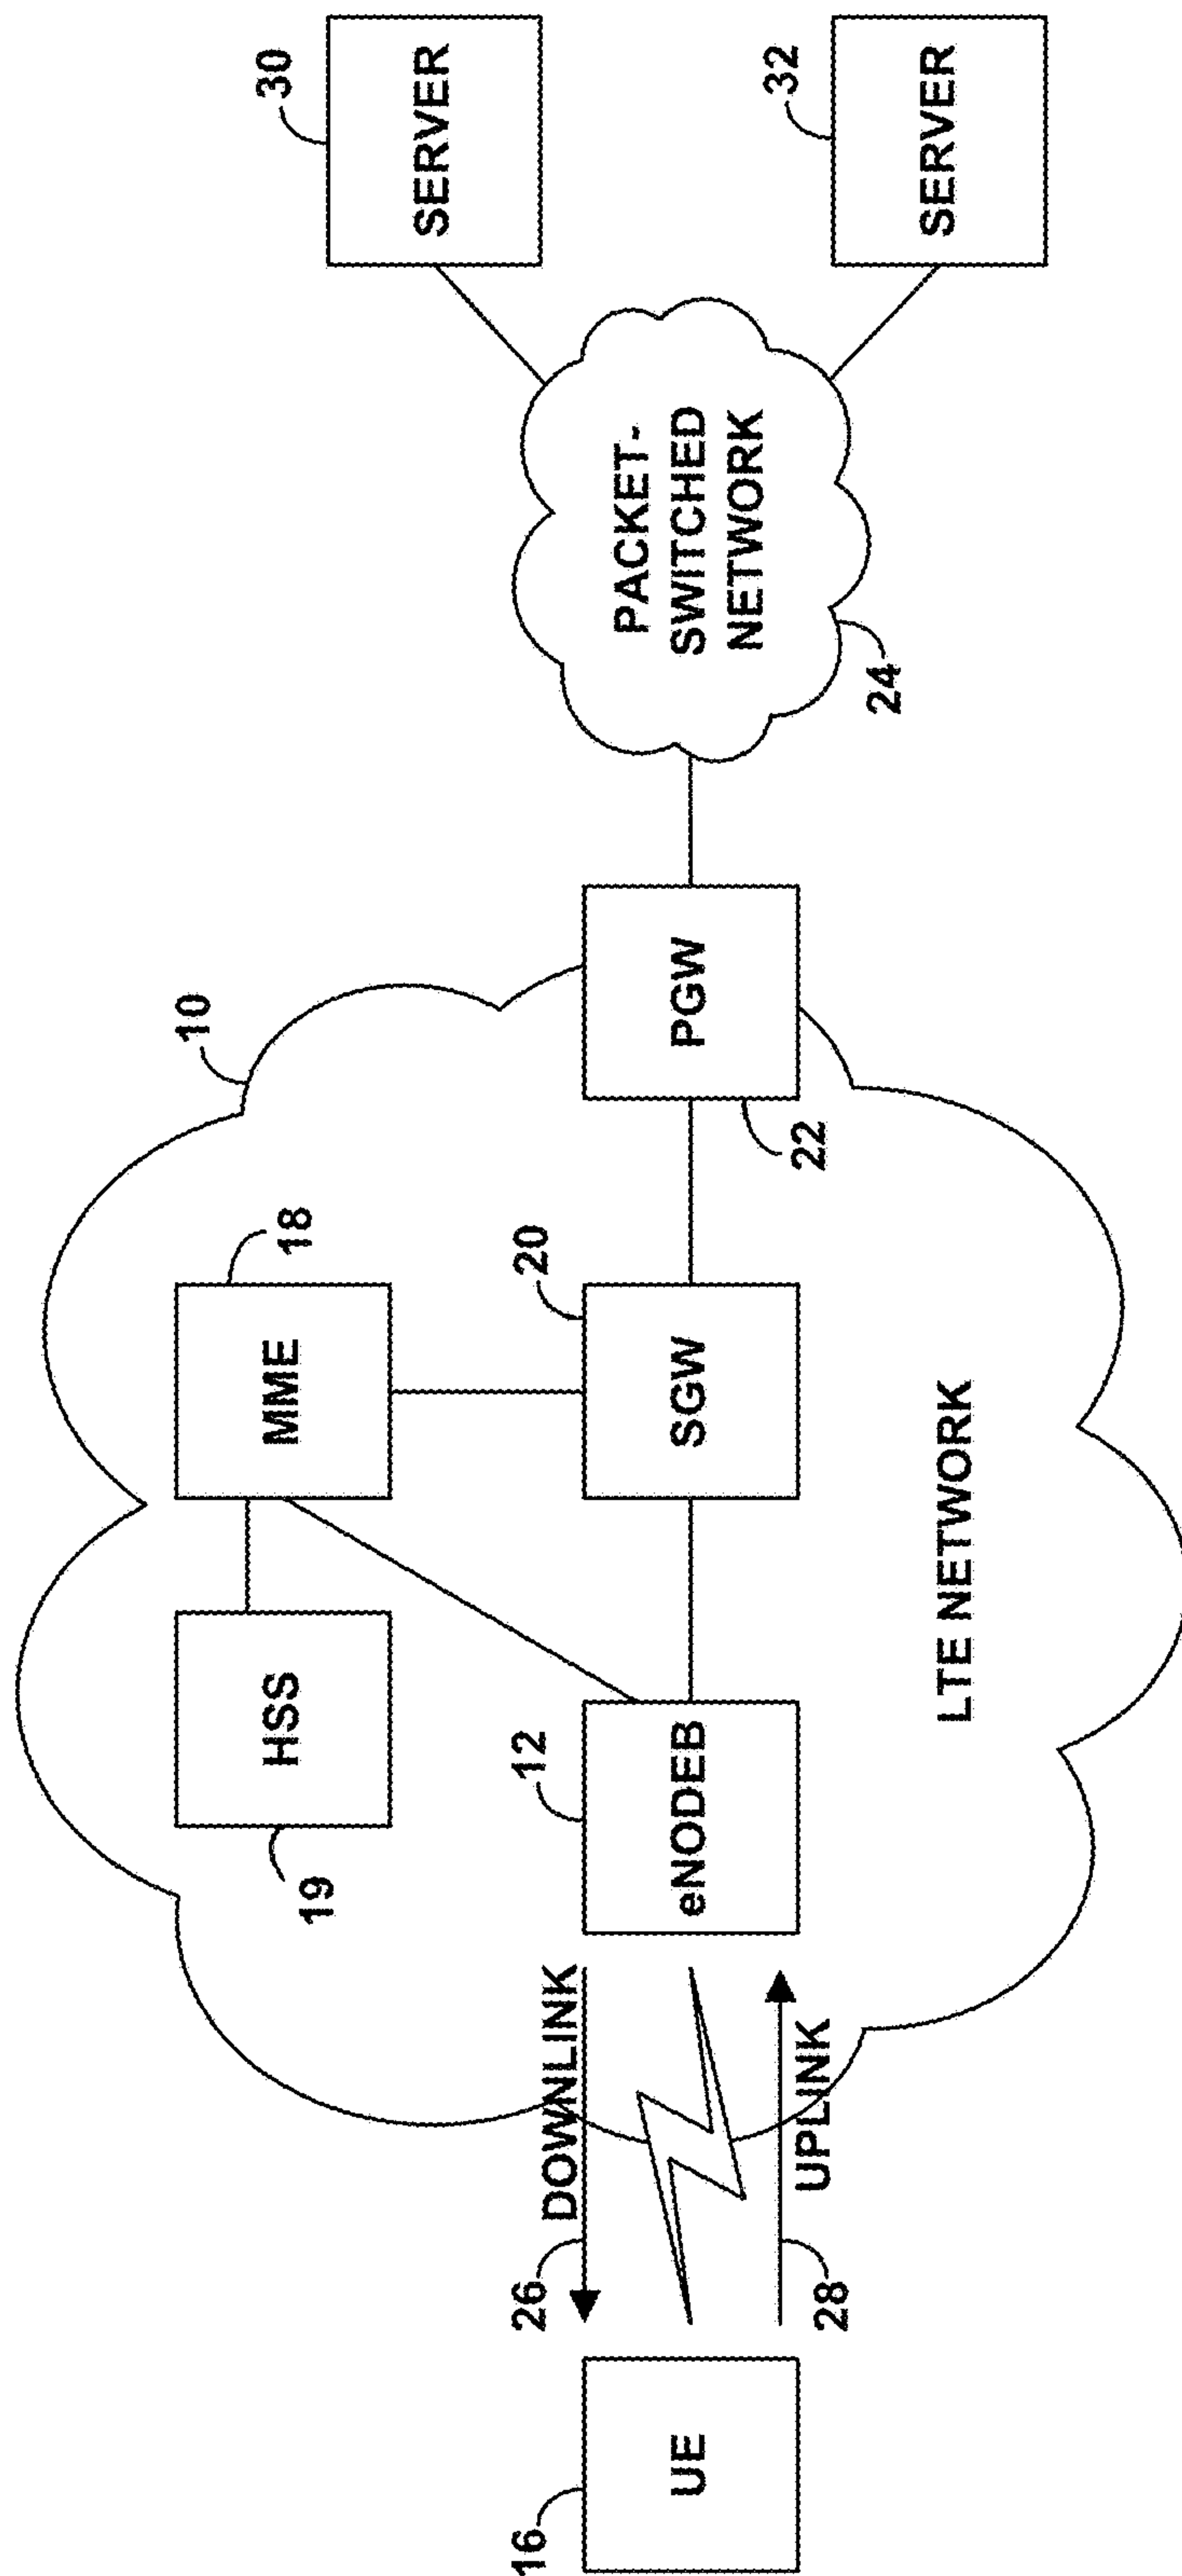 30
SERVER
32
SERVER
PACKET-
SWITCHED
NETWORK
24
10
PGW
22
18
MME
20
SGW
HSS
19
12
eNODEB
LTE NETWORK
DOWNLINK
26
UPLINK
28
16
UE